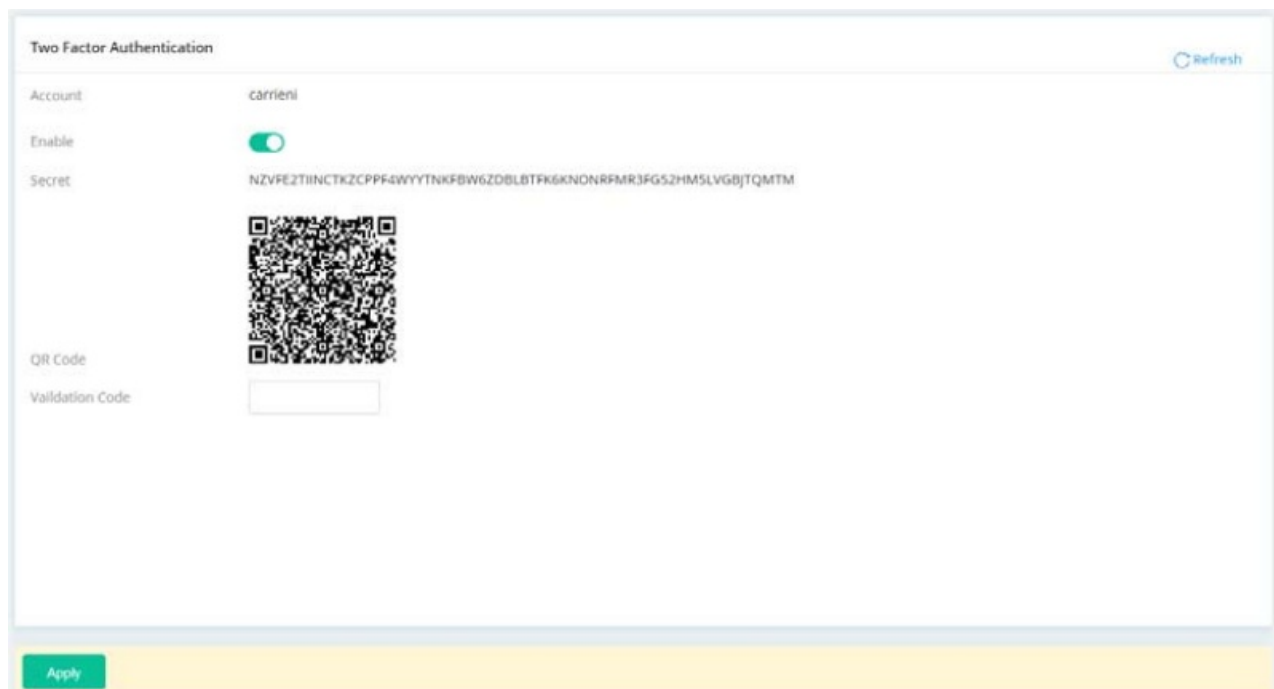 Two Factor Authentication
Refresh
Account carrieni
Enable
Secret NZVFE2TIINCTKZCPPF4WYYTNKFBW6ZDBLBTFK6KNONRFMR3FG52HM5LVGBJTQMTM
QR Code
Vaildation Code
Apply